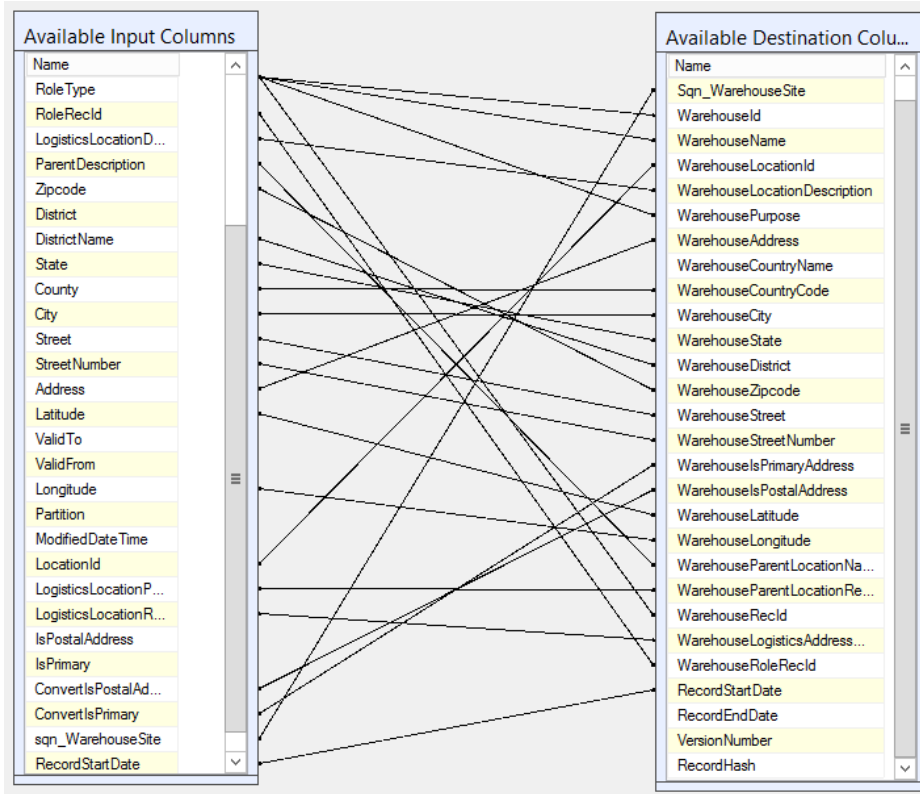 Available Input Columns
Name
RoleType
RoleRecId
LogisticsLocationD...
ParentDescription
Zipcode
District
DistrictName
State
County
City
Street
StreetNumber
Address
Latitude
ValidTo
ValidFrom
Longitude
Partition
ModifiedDateTime
LocationId
LogisticsLocationP...
LogisticsLocationR...
IsPostalAddress
IsPrimary
ConvertIsPostalAd...
ConvertIsPrimary
sqn_WarehouseSite
RecordStartDate
Available Destination Colu...
Name
Sqn_WarehouseSite
WarehouseId
WarehouseName
WarehouseLocationId
WarehouseLocationDescription
WarehousePurpose
WarehouseAddress
WarehouseCountryName
WarehouseCountryCode
WarehouseCity
WarehouseState
WarehouseDistrict
WarehouseZipcode
WarehouseStreet
WarehouseStreetNumber
WarehouseIsPrimaryAddress
WarehouseIsPostalAddress
WarehouseLatitude
WarehouseLongitude
WarehouseParentLocationNa...
WarehouseParentLocationRe...
WarehouseRecId
WarehouseLogisticsAddress...
WarehouseRoleRecId
RecordStartDate
RecordEndDate
VersionNumber
RecordHash